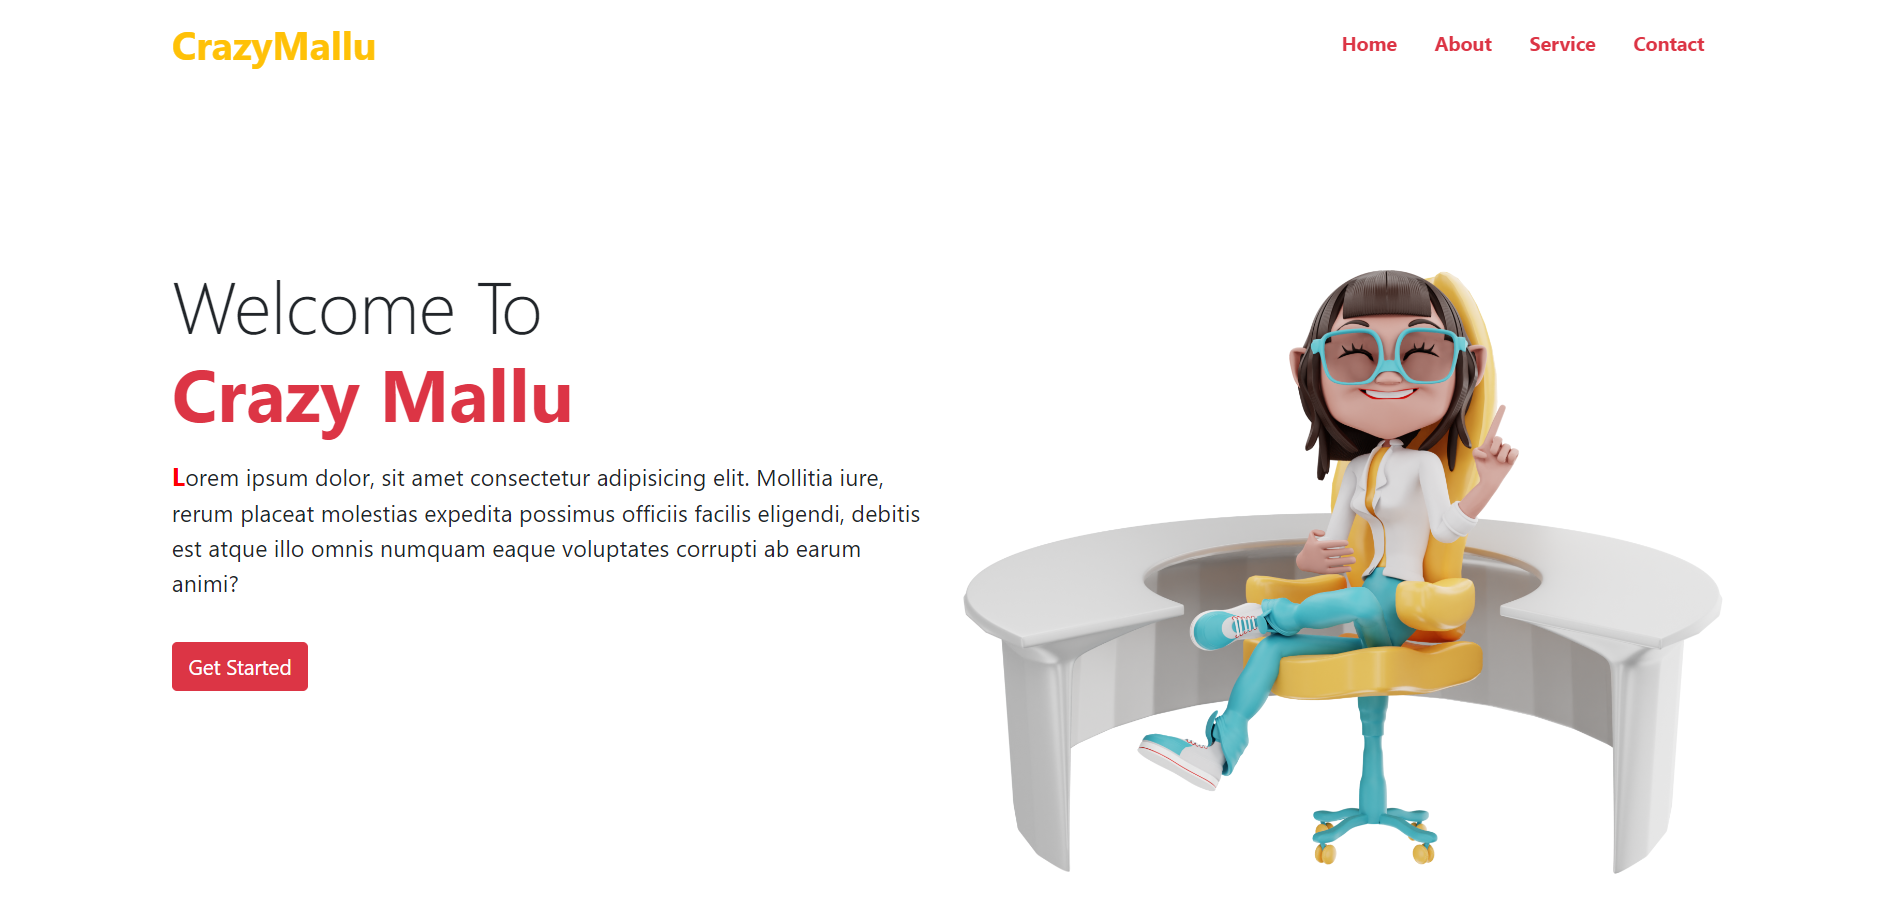 CrazyMallu
Home About Service Contact
Welcome To
Crazy Mallu
Lorem ipsum dolor, sit amet consectetur adipisicing elit. Mollitia iure,
rerum placeat molestias expedita possimus officiis facilis eligendi, debitis
est atque illo omnis numquam eaque voluptates corrupti ab earum
animi?
Get Started